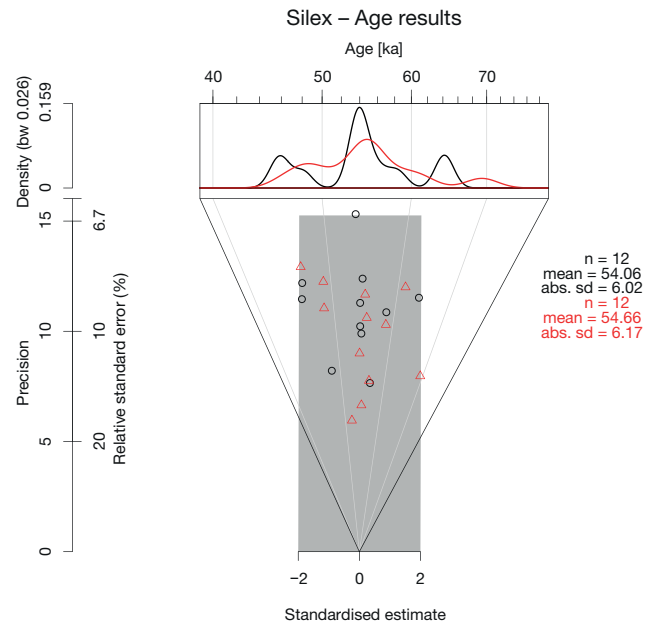 Silex – Age results
Age [ka]
40 50 60 70
Density (bw 0.026)
0 0.159
Precision
0 5 10 15
Relative standard error (%)
20 10 6.7
n = 12
mean = 54.06
abs. sd = 6.02
n = 12
mean = 54.66
abs. sd = 6.17
−2 0 2
Standardised estimate